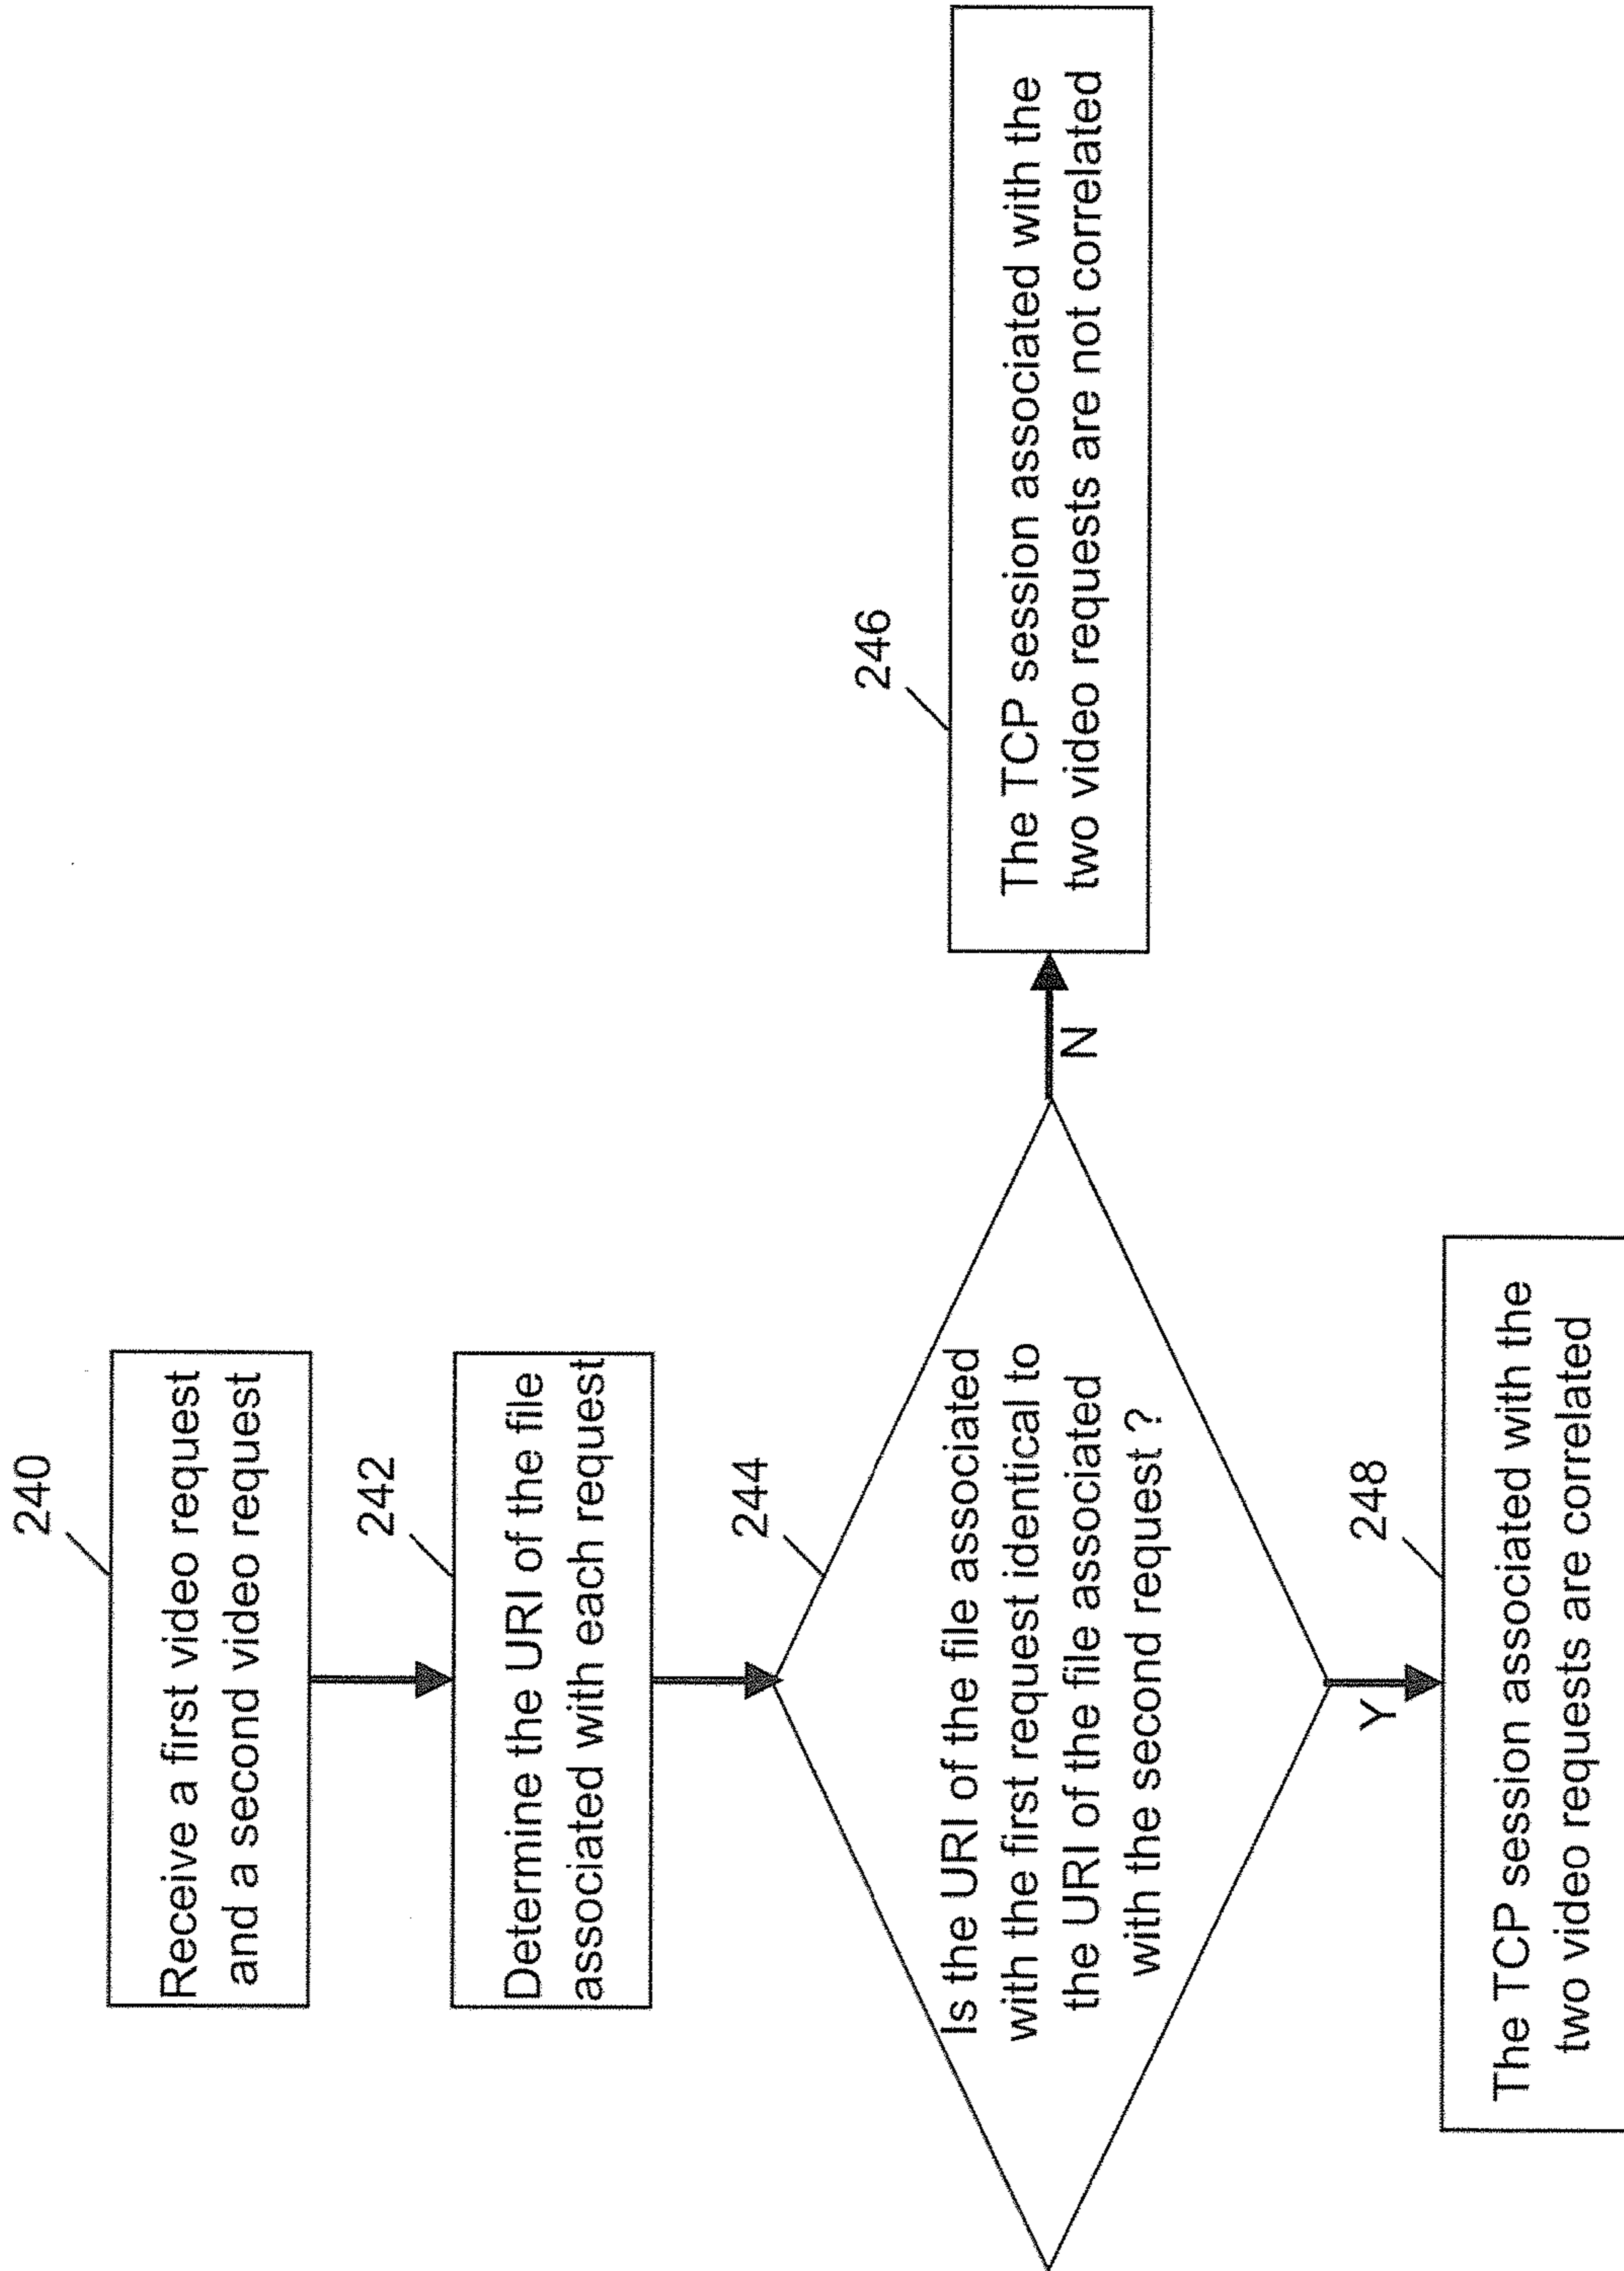 240
Receive a first video request
and a second video request
242
Determine the URI of the file
associated with each request
244
Is the URI of the file associated
with the first request identical to
the URI of the file associated
with the second request ?
N
246
The TCP session associated with the
two video requests are not correlated
Y
248
The TCP session associated with the
two video requests are correlated